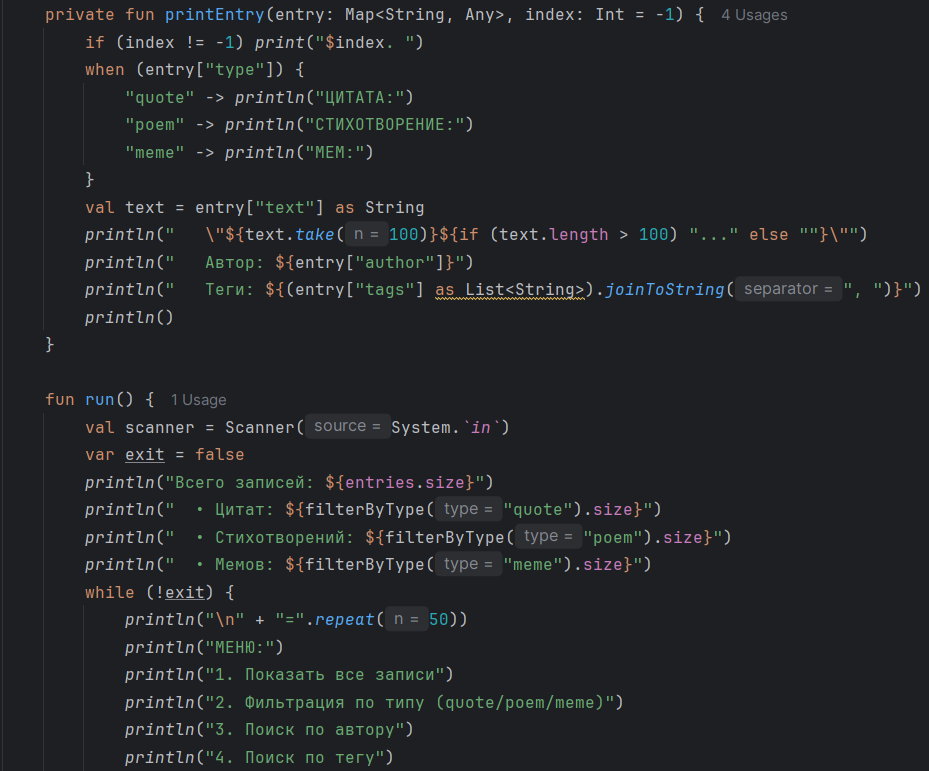 private fun printEntry(entry: Map<String, Any>, index: Int = -1) { 4 Usages
if (index != -1) print("$index. ")
when (entry["type"]) {
"quote" -> println("ЦИТАТА:")
"poem" -> println("СТИХОТВОРЕНИЕ:")
"meme" -> println("МЕМ:")
}
val text = entry["text"] as String
println("   \"${text.take( n = 100)}${if (text.length > 100) "..." else ""}\"")
println("   Автор: ${entry["author"]}")
println("   Теги: ${(entry["tags"] as List<String>).joinToString( separator = ", ")}")
println()
}
fun run() { 1 Usage
val scanner = Scanner( source = System.`in`)
var exit = false
println("Всего записей: ${entries.size}")
println("  • Цитат: ${filterByType( type = "quote").size}")
println("  • Стихотворений: ${filterByType( type = "poem").size}")
println("  • Мемов: ${filterByType( type = "meme").size}")
while (!exit) {
println("\n" + "=".repeat( n = 50))
println("МЕНЮ:")
println("1. Показать все записи")
println("2. Фильтрация по типу (quote/poem/meme)")
println("3. Поиск по автору")
println("4. Поиск по тегу")